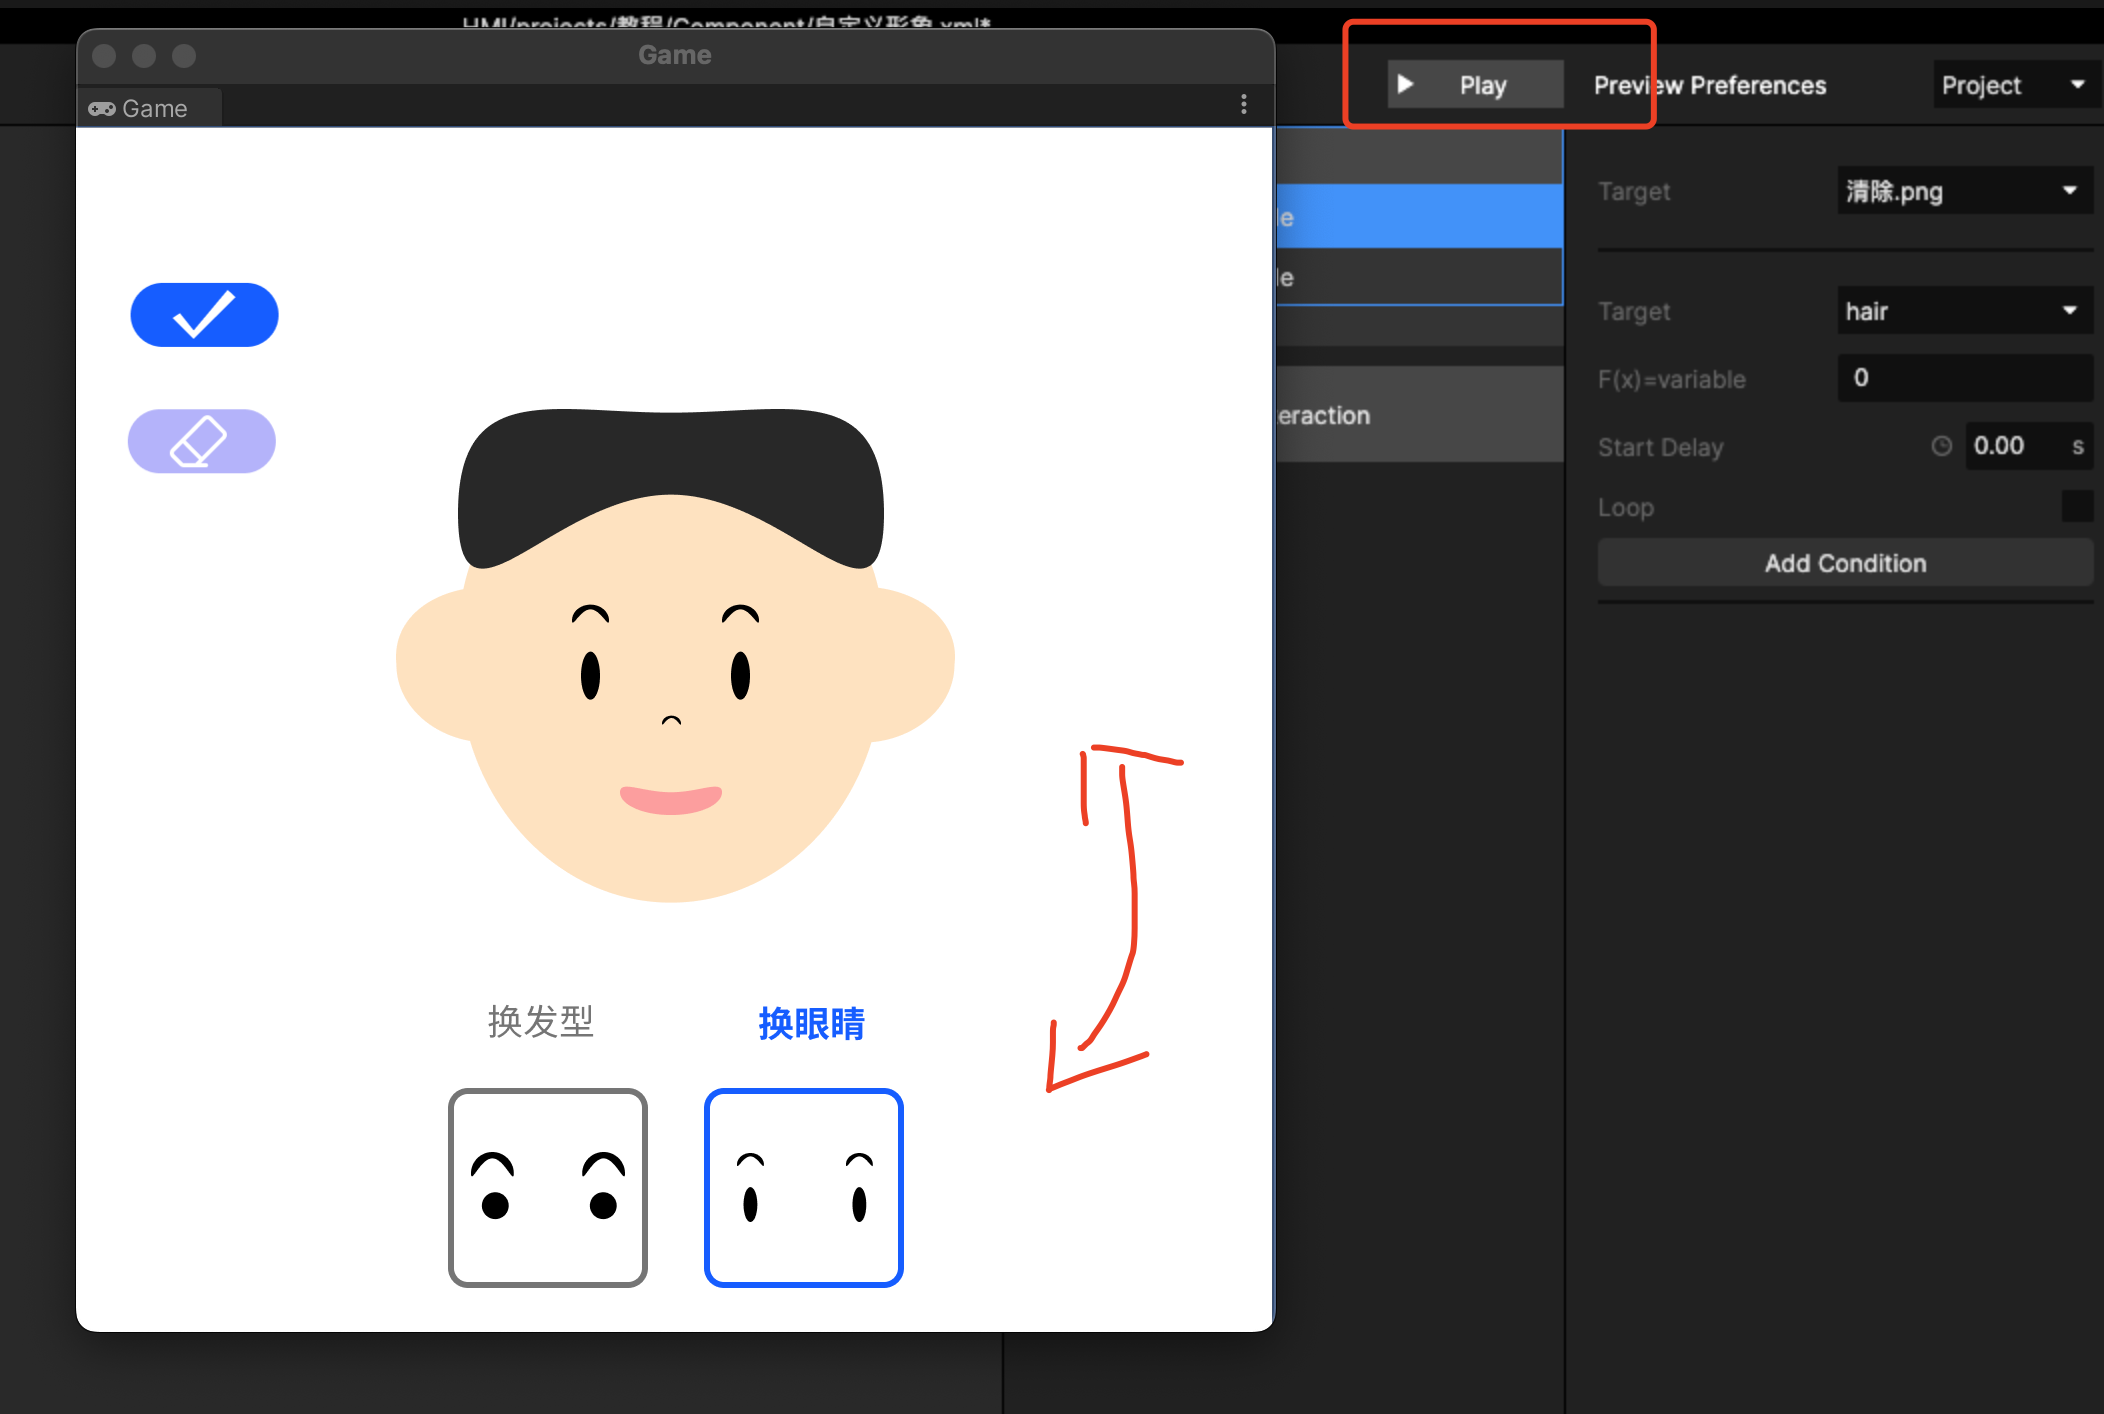 HMI/projects/教程/Component/自定义形象.xml*
Game
Game
Play
Preview Preferences
Project
Target
清除.png
Target
hair
F(x)=variable
0
Start Delay
0.00
s
Loop
Add Condition
le
le
eraction
换发型
换眼睛